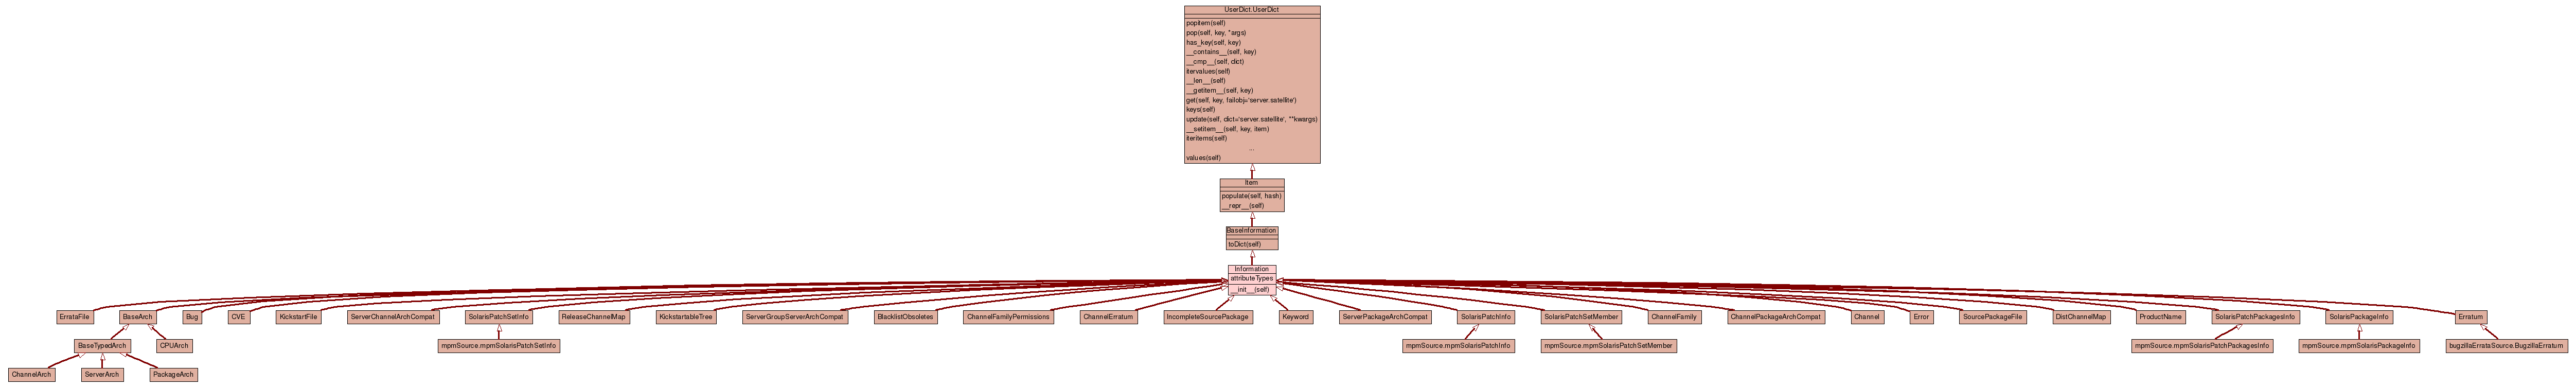 UserDict.UserDict
popitem(self)
pop(self, key, *args)
has_key(self, key)
__contains__(self, key)
__cmp__(self, dict)
itervalues(self)
__len__(self)
__getitem__(self, key)
get(self, key, failobj='server.satellite')
keys(self)
update(self, dict='server.satellite', **kwargs)
__setitem__(self, key, item)
iteritems(self)
...
values(self)
Item
populate(self, hash)
__repr__(self)
BaseInformation
toDict(self)
Information
attributeTypes
__init__(self)
ErrataFile
BaseArch
Bug
CVE
KickstartFile
ServerChannelArchCompat
SolarisPatchSetInfo
ReleaseChannelMap
KickstartableTree
ServerGroupServerArchCompat
BlacklistObsoletes
ChannelFamilyPermissions
ChannelErratum
IncompleteSourcePackage
Keyword
ServerPackageArchCompat
SolarisPatchInfo
SolarisPatchSetMember
ChannelFamily
ChannelPackageArchCompat
Channel
Error
SourcePackageFile
DistChannelMap
ProductName
SolarisPatchPackagesInfo
SolarisPackageInfo
Erratum
BaseTypedArch
CPUArch
mpmSource.mpmSolarisPatchSetInfo
mpmSource.mpmSolarisPatchInfo
mpmSource.mpmSolarisPatchSetMember
mpmSource.mpmSolarisPatchPackagesInfo
mpmSource.mpmSolarisPackageInfo
bugzillaErrataSource.BugzillaErratum
ChannelArch
ServerArch
PackageArch